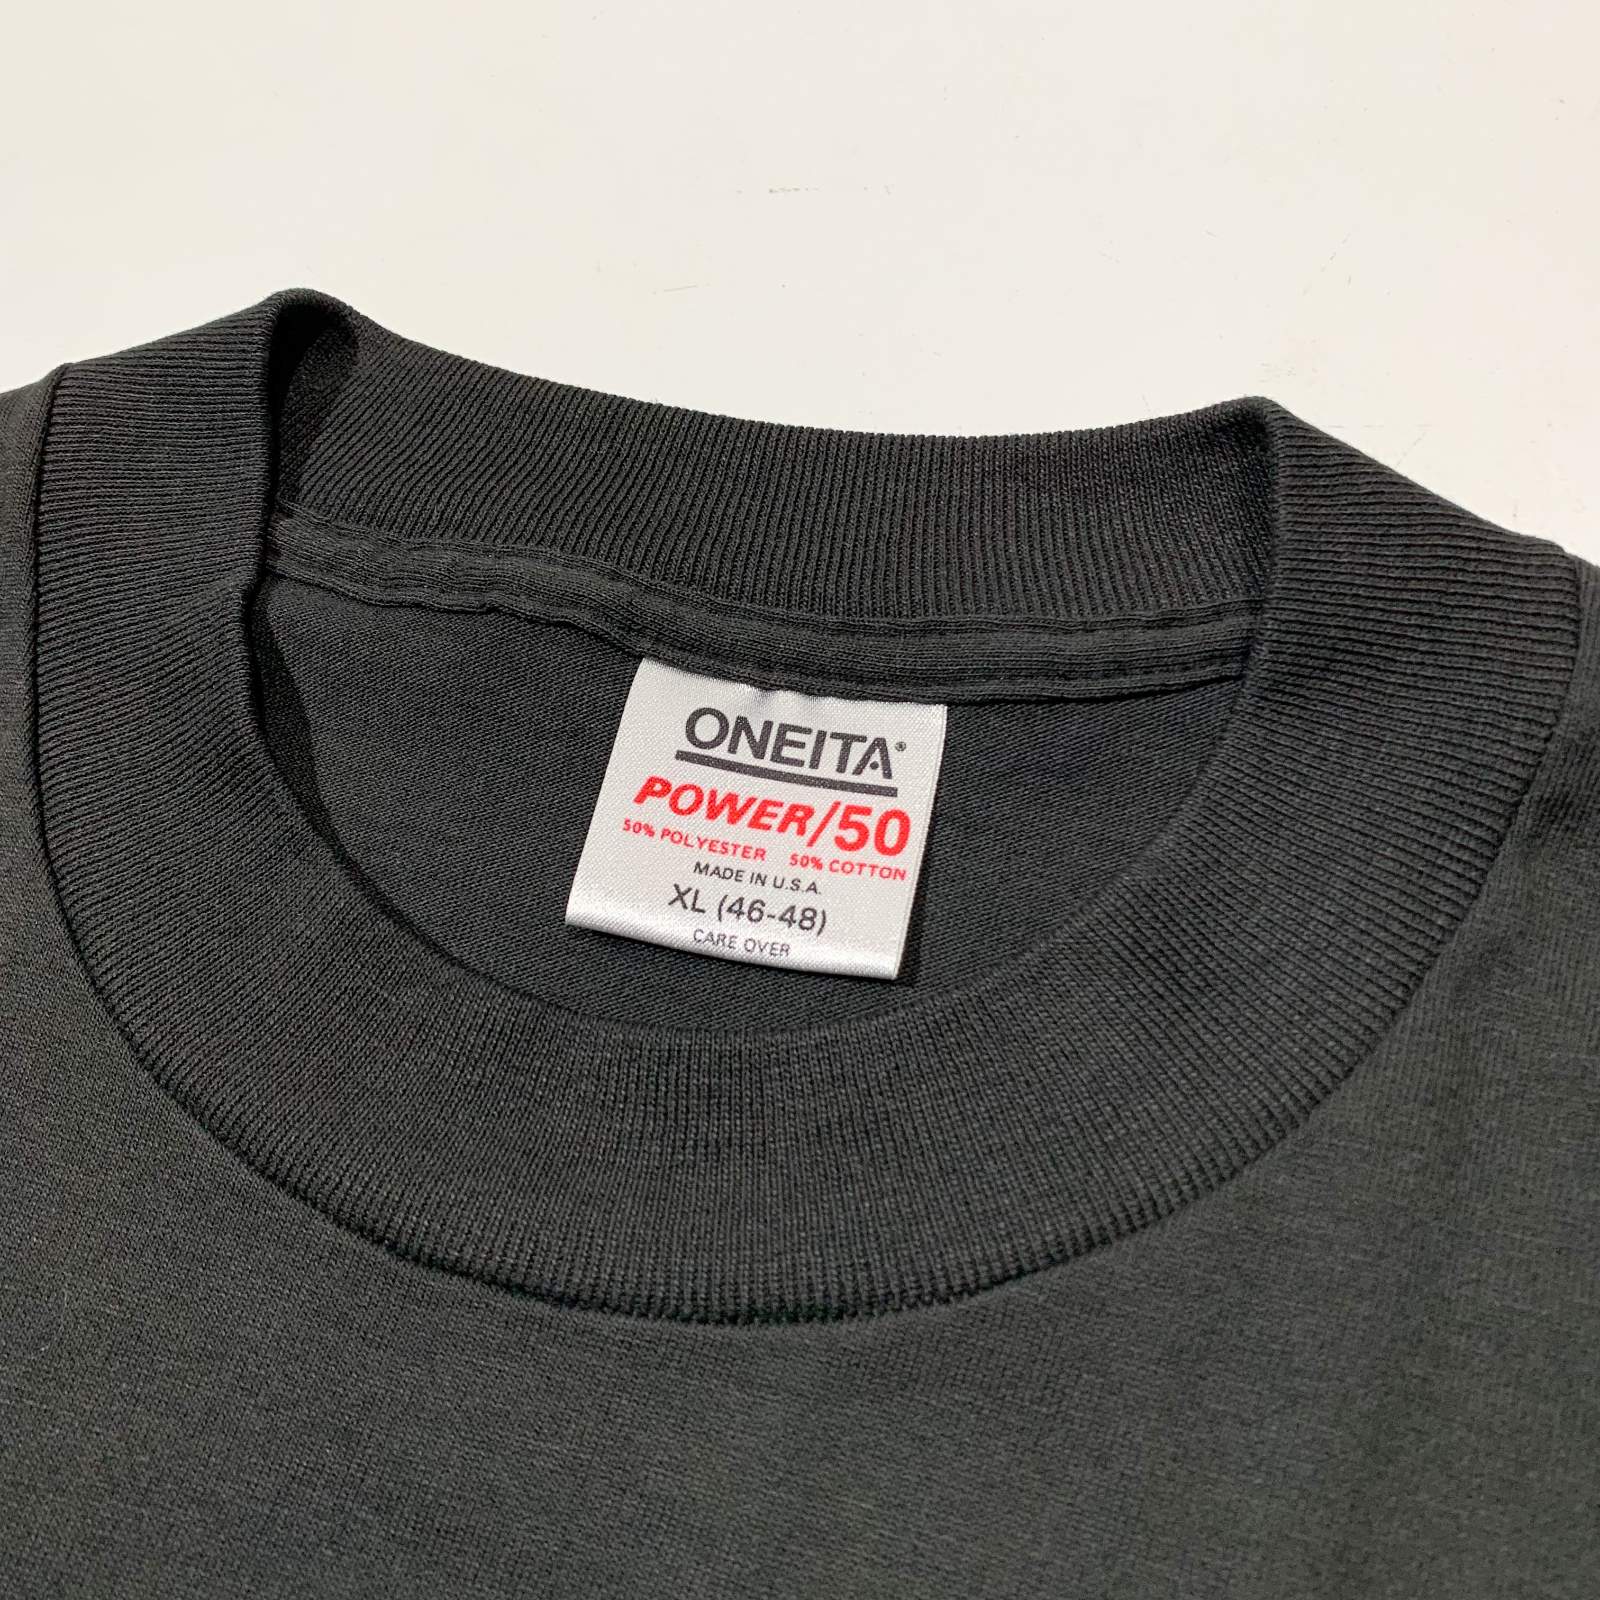 ONEITA®
POWER/50
50% POLYESTER 50% COTTON
MADE IN U.S.A.
XL (46-48)
CARE OVER